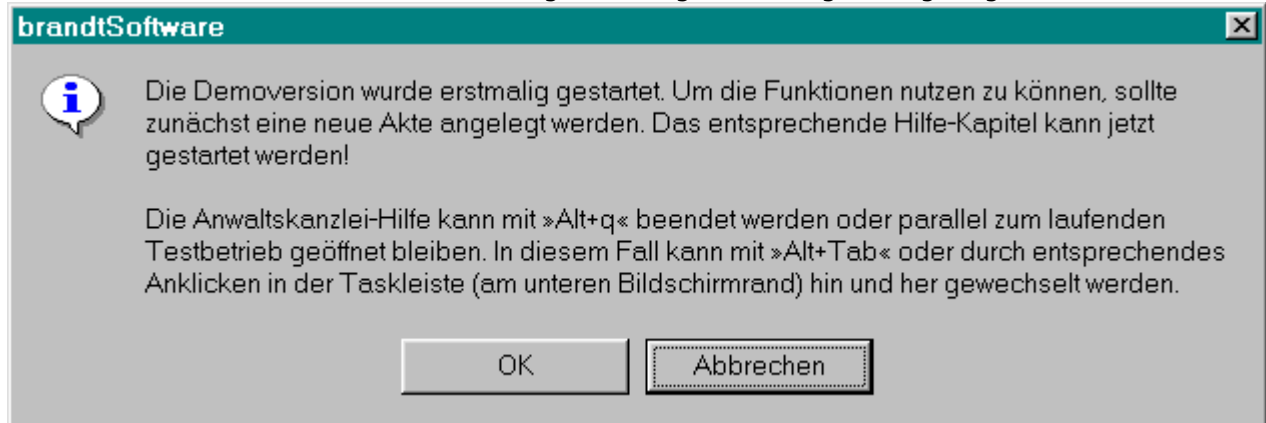 brandtSoftware
Die Demoversion wurde erstmalig gestartet. Um die Funktionen nutzen zu können, sollte
zunächst eine neue Akte angelegt werden. Das entsprechende Hilfe-Kapitel kann jetzt
gestartet werden!
Die Anwaltskanzlei-Hilfe kann mit »Alt+q« beendet werden oder parallel zum laufenden
Testbetrieb geöffnet bleiben. In diesem Fall kann mit »Alt+Tab« oder durch entsprechendes
Anklicken in der Taskleiste (am unteren Bildschirmrand) hin und her gewechselt werden.
OK Abbrechen